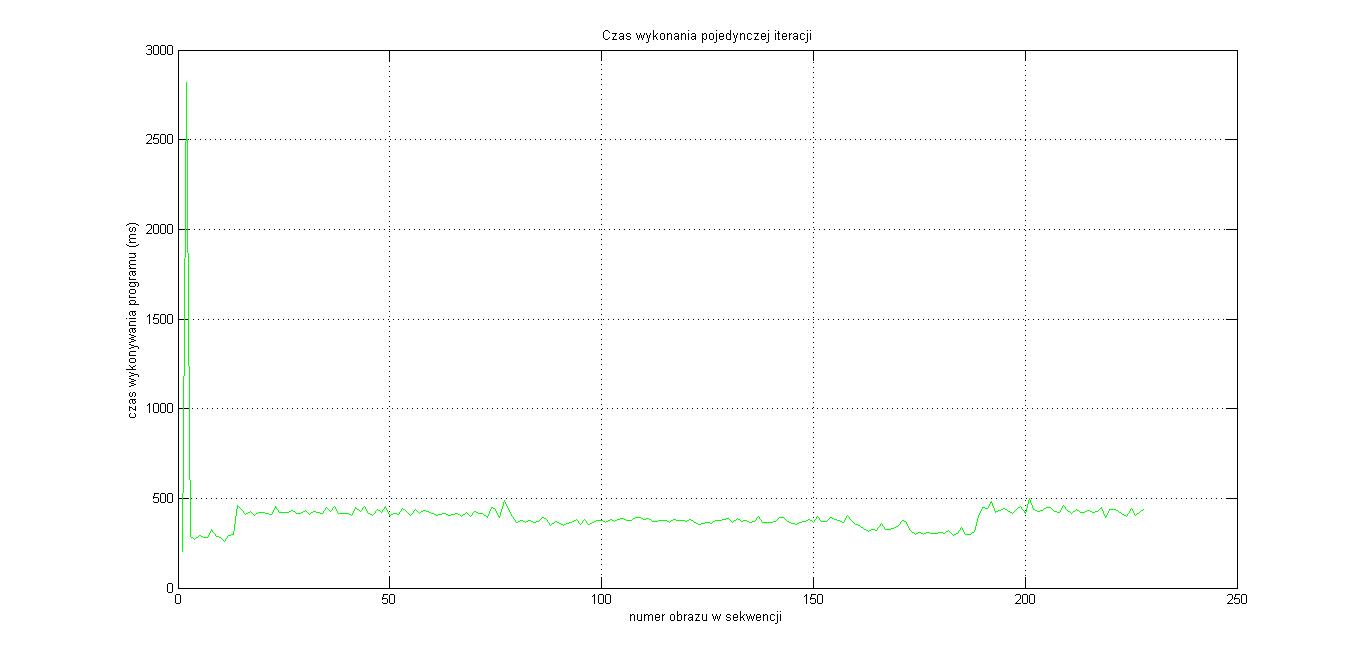 Czas wykonania pojedynczej iteracji
3000
2500
2000
1500
1000
500
0
czas wykonywania programu (ms)
0 50 100 150 200 250
numer obrazu w sekwencji